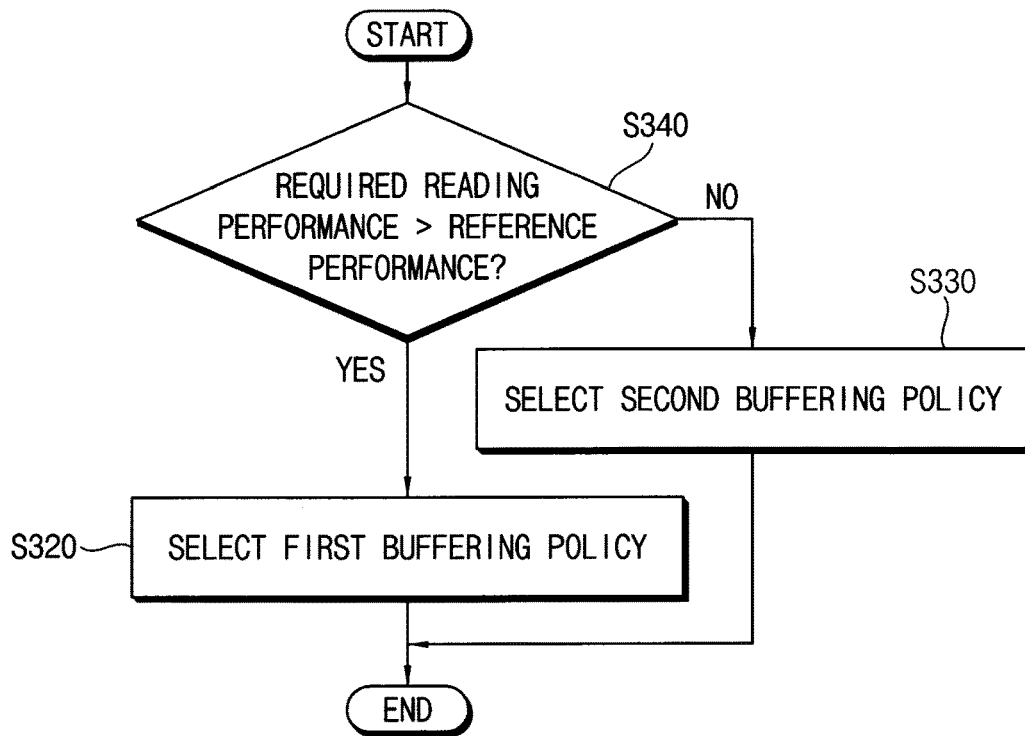 START
S340
REQUIRED READING
PERFORMANCE > REFERENCE
PERFORMANCE?
NO
S330
YES
SELECT SECOND BUFFERING POLICY
S320
SELECT FIRST BUFFERING POLICY
END